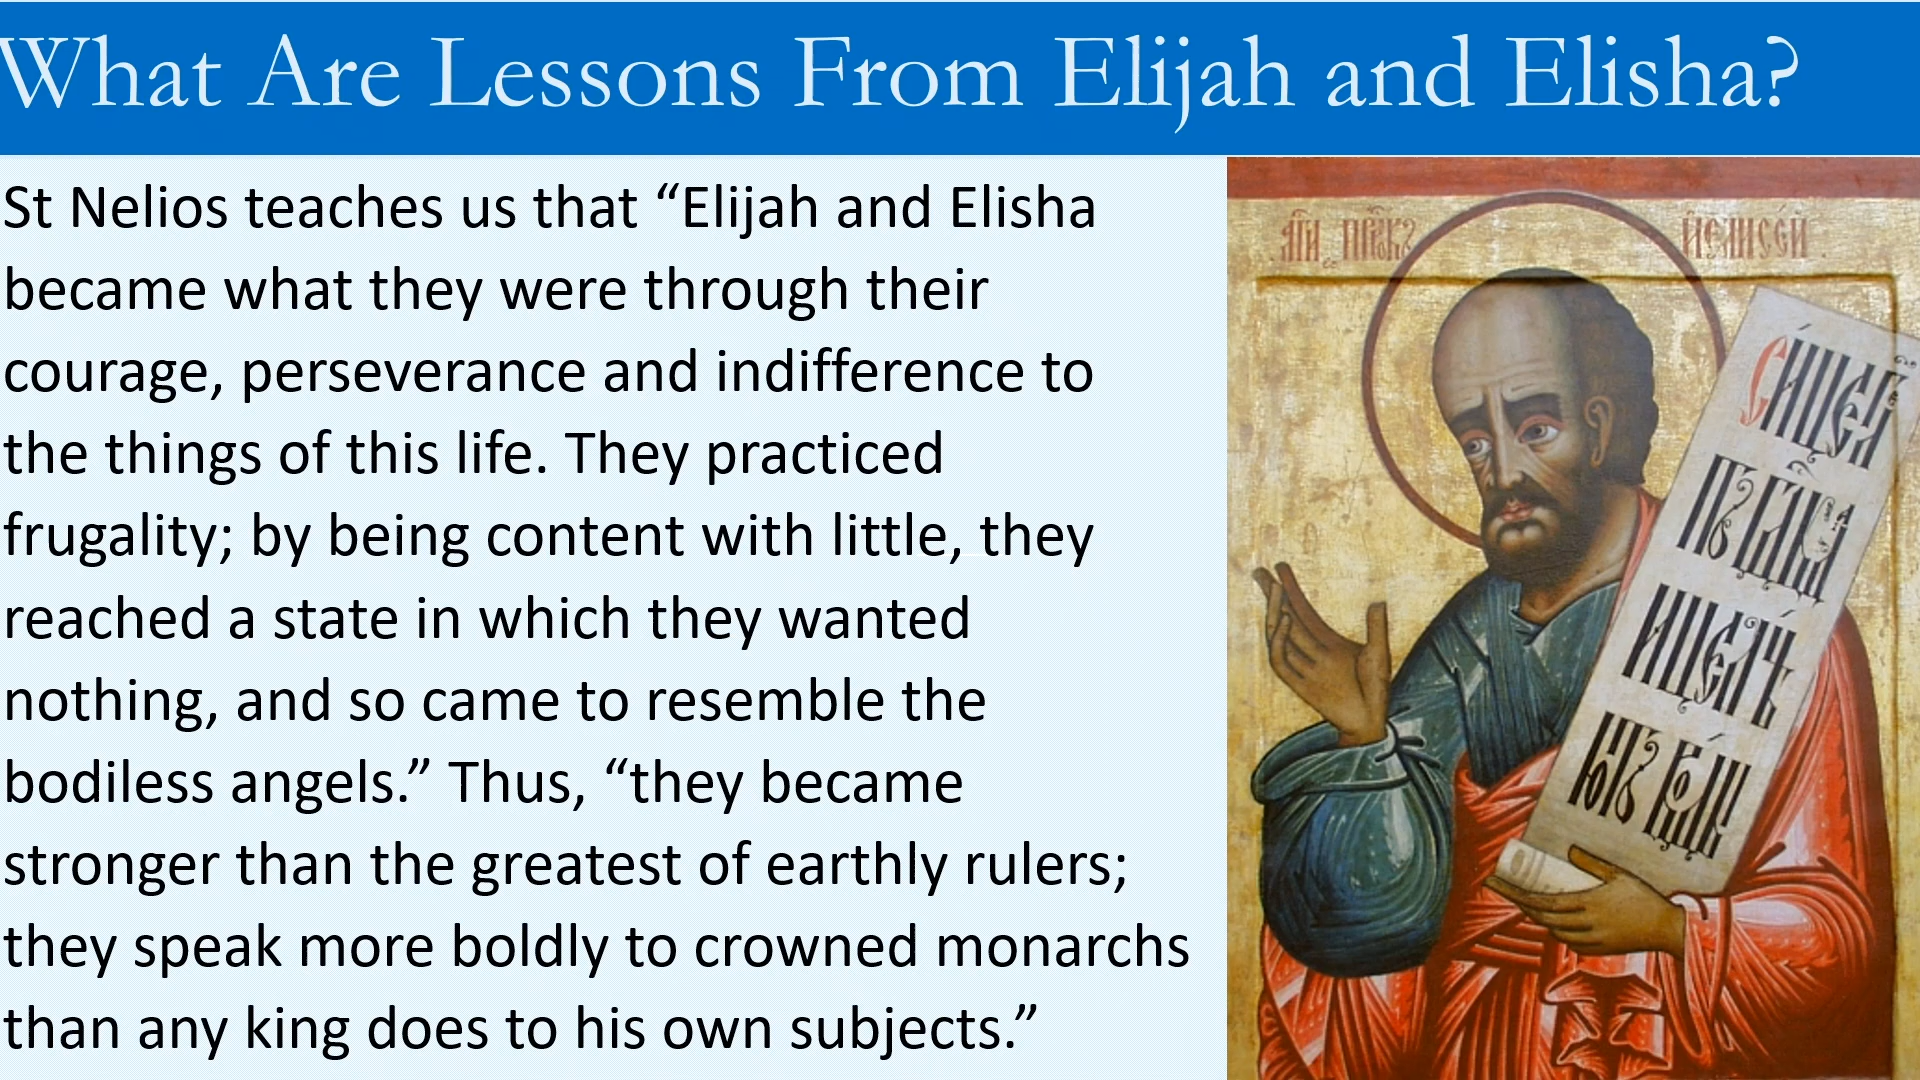 What Are Lessons From Elijah and Elisha?
St Nelios teaches us that “Elijah and Elisha
became what they were through their
courage, perseverance and indifference to
the things of this life. They practiced
frugality; by being content with little, they
reached a state in which they wanted
nothing, and so came to resemble the
bodiless angels.” Thus, “they became
stronger than the greatest of earthly rulers;
they speak more boldly to crowned monarchs
than any king does to his own subjects.”